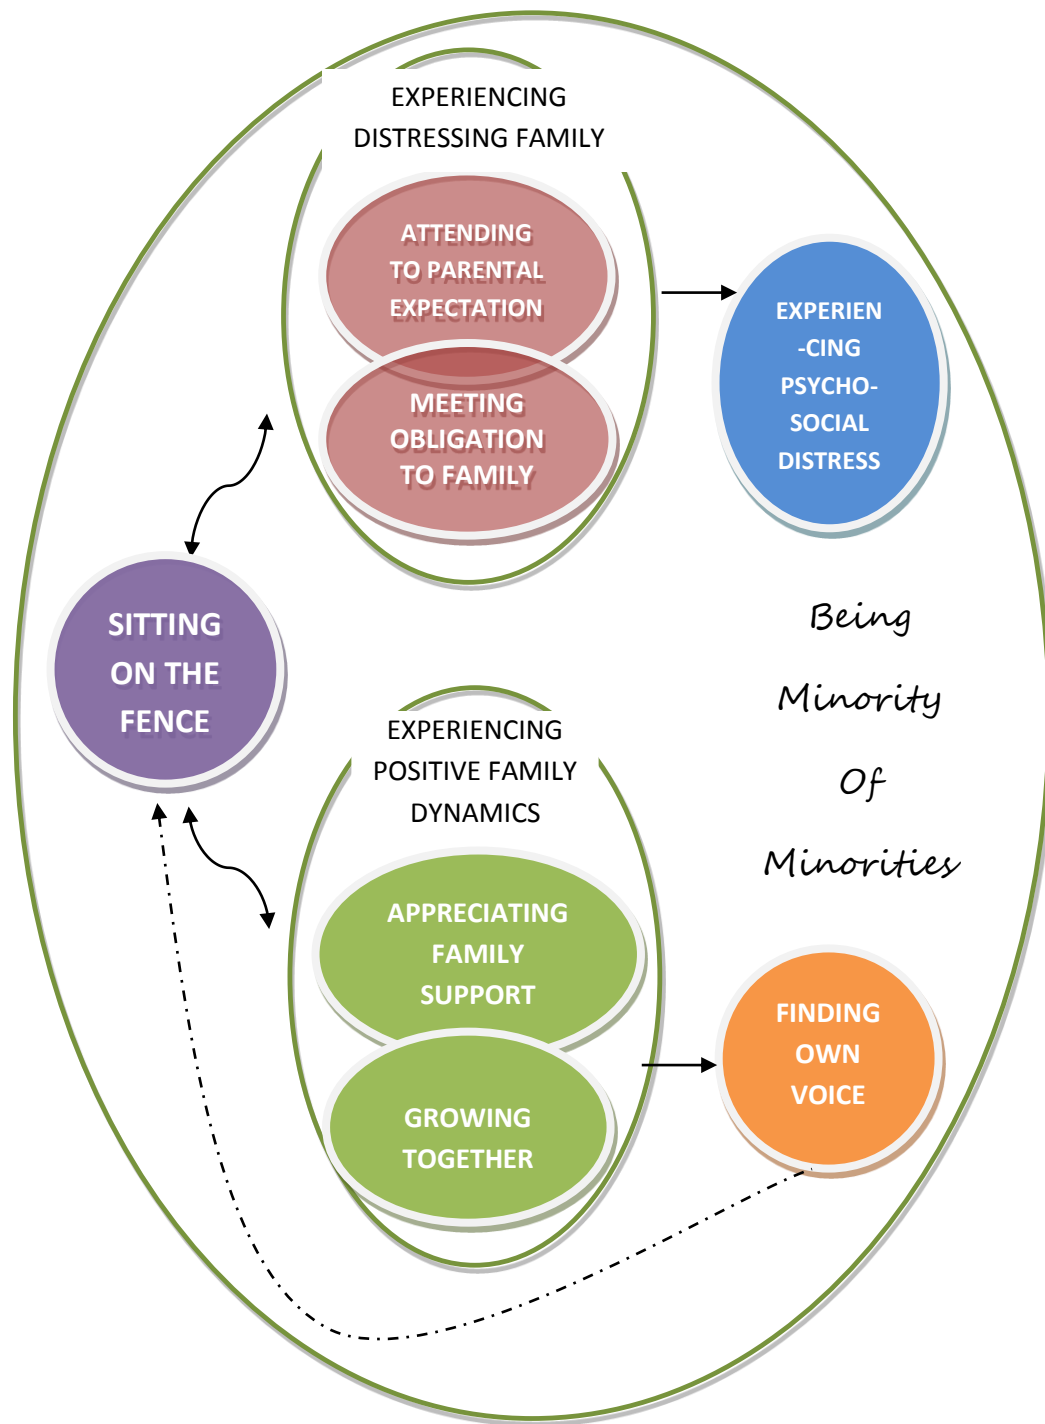 EXPERIENCING
DISTRESSING FAMILY
ATTENDING
TO PARENTAL
EXPECTATION
MEETING
OBLIGATION
TO FAMILY
EXPERIEN
-CING
PSYCHO-
SOCIAL
DISTRESS
SITTING
ON THE
FENCE
Being
Minority
Of
Minorities
EXPERIENCING
POSITIVE FAMILY
DYNAMICS
APPRECIATING
FAMILY
SUPPORT
GROWING
TOGETHER
FINDING
OWN
VOICE